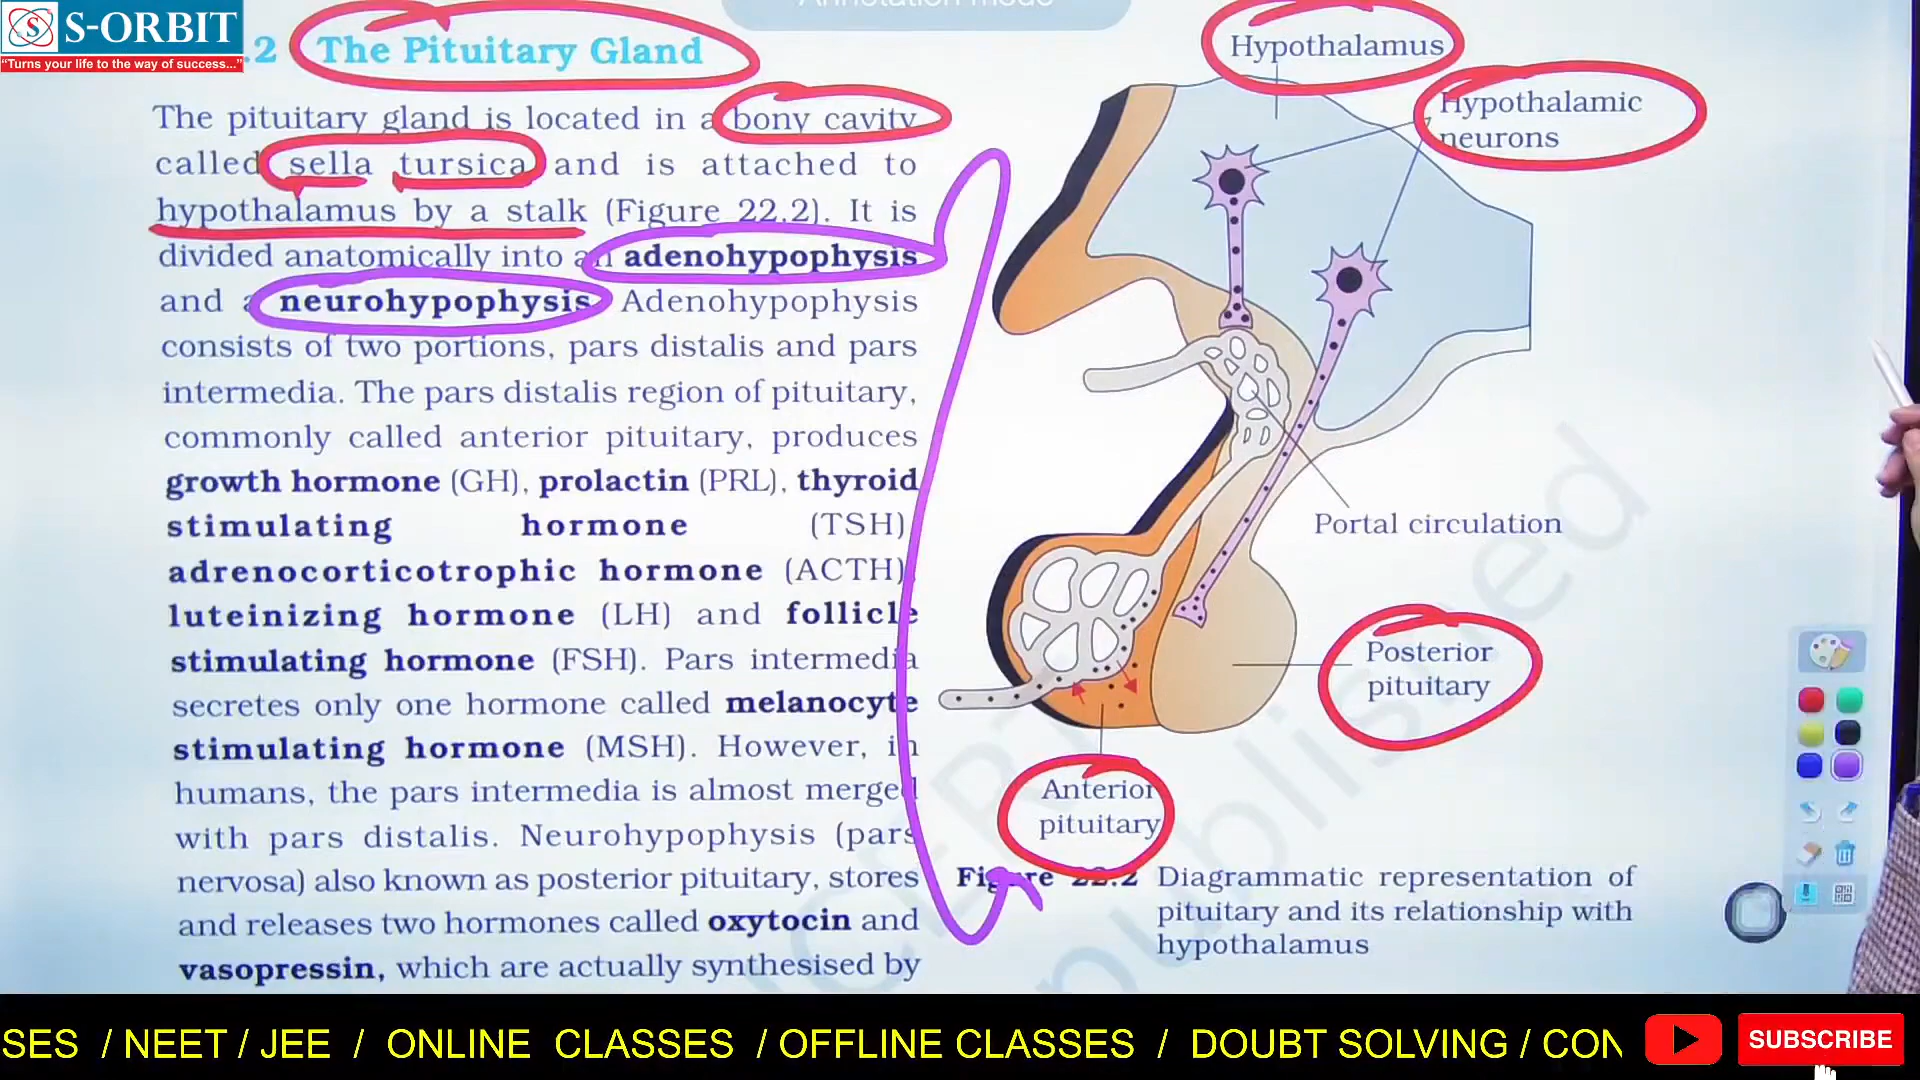 Annotation mode
S-ORBIT
"Turns your life to the way of success..."
.2 The Pituitary Gland
The pituitary gland is located in a bony cavity
called sella tursica and is attached to
hypothalamus by a stalk (Figure 22.2). It is
divided anatomically into an adenohypophysis
and a neurohypophysis Adenohypophysis
consists of two portions, pars distalis and pars
intermedia. The pars distalis region of pituitary,
commonly called anterior pituitary, produces
growth hormone (GH), prolactin (PRL), thyroid
stimulating hormone (TSH)
adrenocorticotrophic hormone (ACTH),
luteinizing hormone (LH) and follicle
stimulating hormone (FSH). Pars intermedia
secretes only one hormone called melanocyte
stimulating hormone (MSH). However, in
humans, the pars intermedia is almost merged
with pars distalis. Neurohypophysis (pars
nervosa) also known as posterior pituitary, stores
and releases two hormones called oxytocin and
vasopressin, which are actually synthesised by
Hypothalamus
Hypothalamic
neurons
Portal circulation
Posterior
pituitary
Anterior
pituitary
Figure 22.2 Diagrammatic representation of
pituitary and its relationship with
hypothalamus
published
SES / NEET / JEE / ONLINE CLASSES / OFFLINE CLASSES / DOUBT SOLVING / CON
SUBSCRIBE